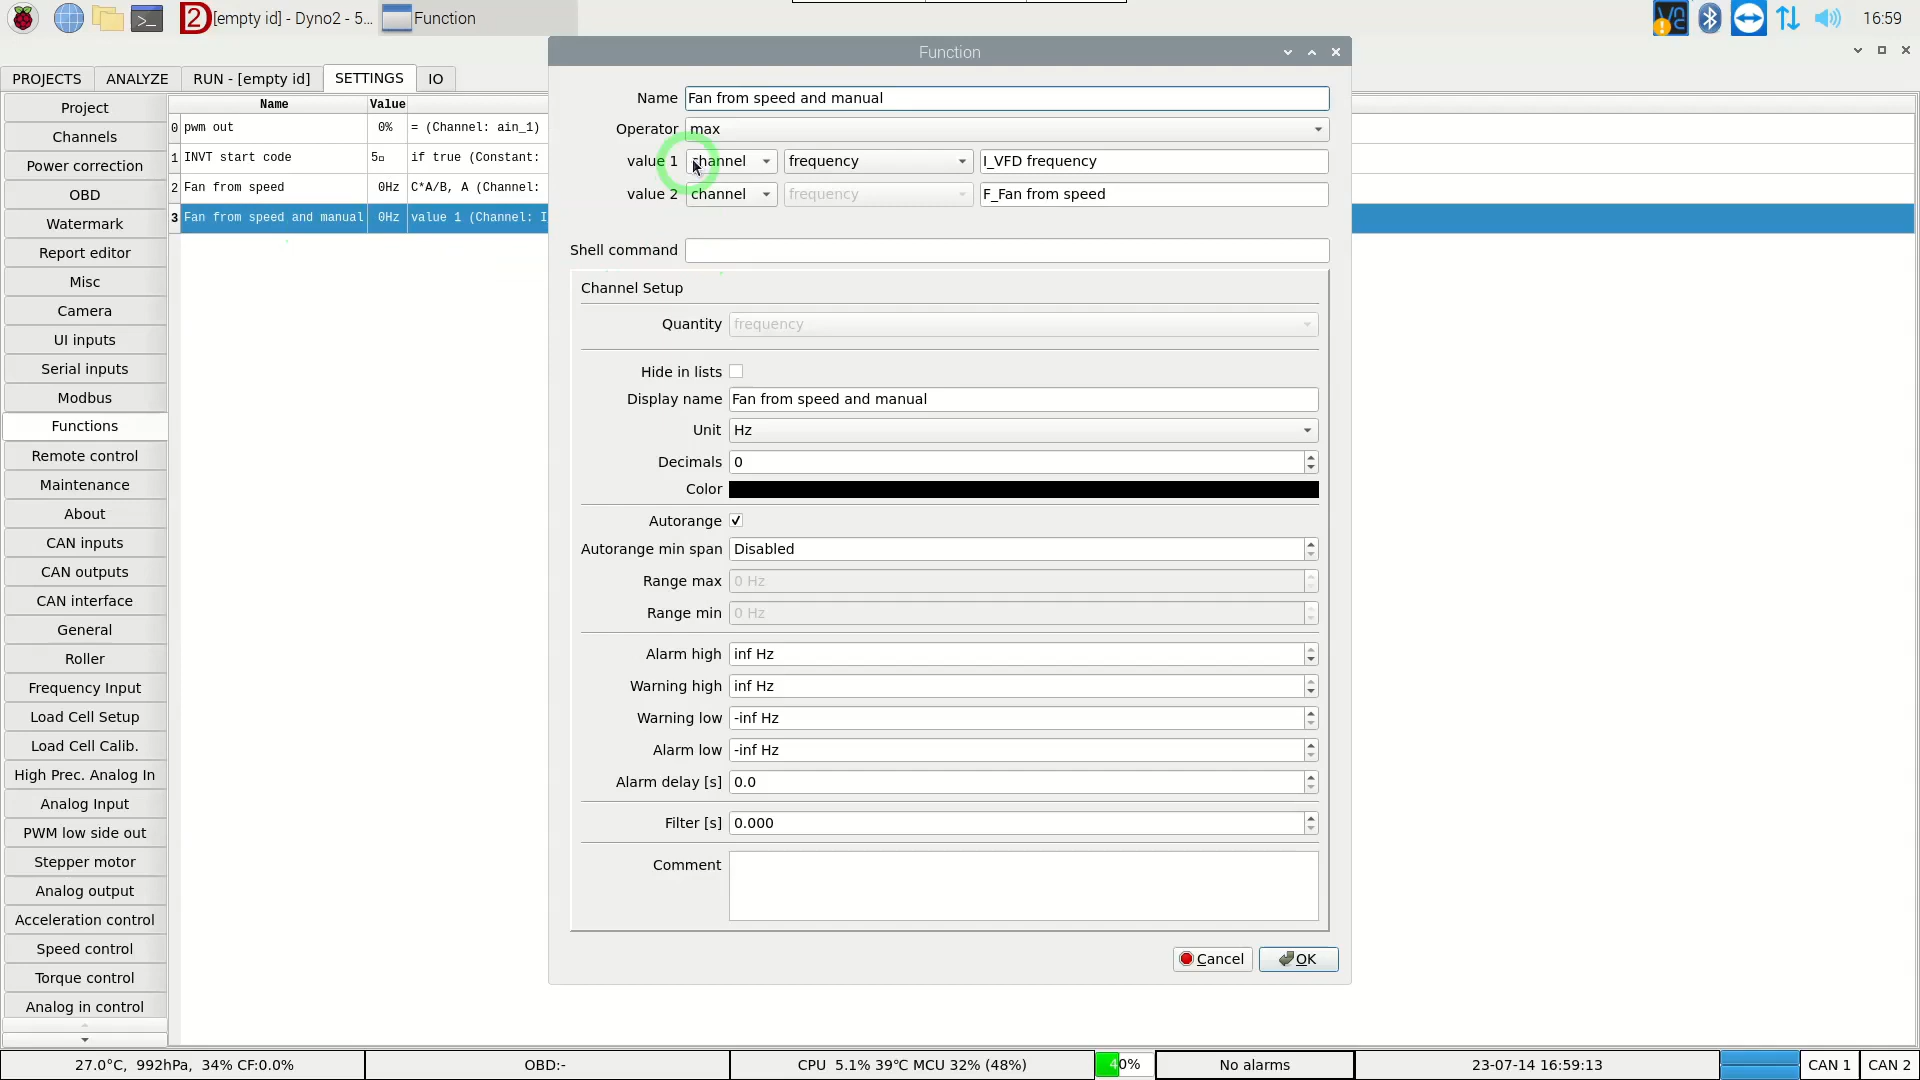 [empty id] - Dyno2 - 5... Function 16:59
PROJECTS ANALYZE RUN - [empty id] SETTINGS IO
Project
Channels
Power correction
OBD
Watermark
Report editor
Misc
Camera
UI inputs
Serial inputs
Modbus
Functions
Remote control
Maintenance
About
CAN inputs
CAN outputs
CAN interface
General
Roller
Frequency Input
Load Cell Setup
Load Cell Calib.
High Prec. Analog In
Analog Input
PWM low side out
Stepper motor
Analog output
Acceleration control
Speed control
Torque control
Analog in control
Name Value
0 pwm out 0% = (Channel: ain_1)
1 INVT start code 5 if true (Constant:
2 Fan from speed 0Hz C*A/B, A (Channel:
3 Fan from speed and manual 0Hz value 1 (Channel: I
Function
Name Fan from speed and manual
Operator max
value 1 channel frequency I_VFD frequency
value 2 channel frequency F_Fan from speed
Shell command
Channel Setup
Quantity frequency
Hide in lists
Display name Fan from speed and manual
Unit Hz
Decimals 0
Color
Autorange
Autorange min span Disabled
Range max 0 Hz
Range min 0 Hz
Alarm high inf Hz
Warning high inf Hz
Warning low -inf Hz
Alarm low -inf Hz
Alarm delay [s] 0.0
Filter [s] 0.000
Comment
Cancel OK
27.0°C, 992hPa, 34% CF:0.0% OBD:- CPU 5.1% 39°C MCU 32% (48%) 40% No alarms 23-07-14 16:59:13 CAN 1 CAN 2